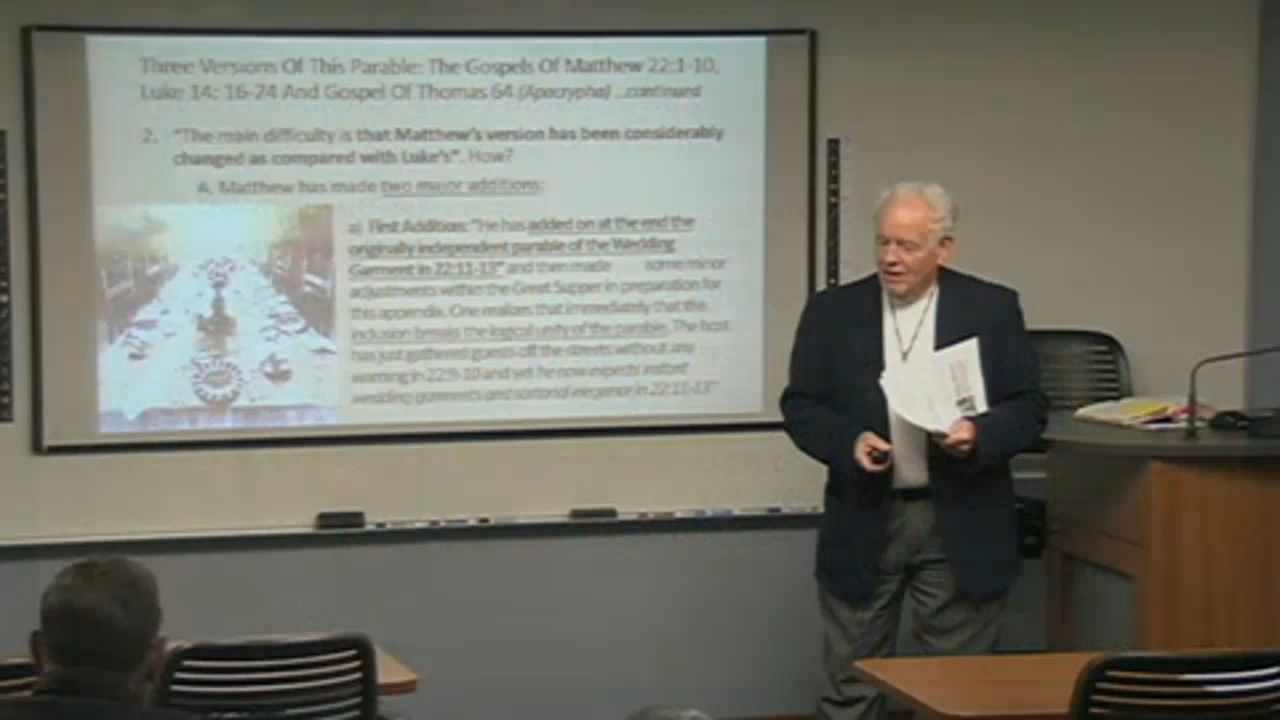 Three Versions Of This Parable: The Gospels Of Matthew 22:1-10,
Luke 14: 16-24 And Gospel Of Thomas 64 (Apocrypha) ...continued
2. "The main difficulty is that Matthew's version has been considerably
changed as compared with Luke's". How?
A. Matthew has made two major additions:
a) First Addition: "He has added on at the end the
originally independent parable of the Wedding
Garment in 22:11-13" and then made some minor
adjustments within the Great Supper in preparation for
this appendix. One realizes that immediately that this
inclusion breaks the logical unity of the parable. The host
has just gathered guests off the streets without any
warning in 22:9-10 and yet he now expects instant
wedding garments and sartorial elegance in 22:11-13"